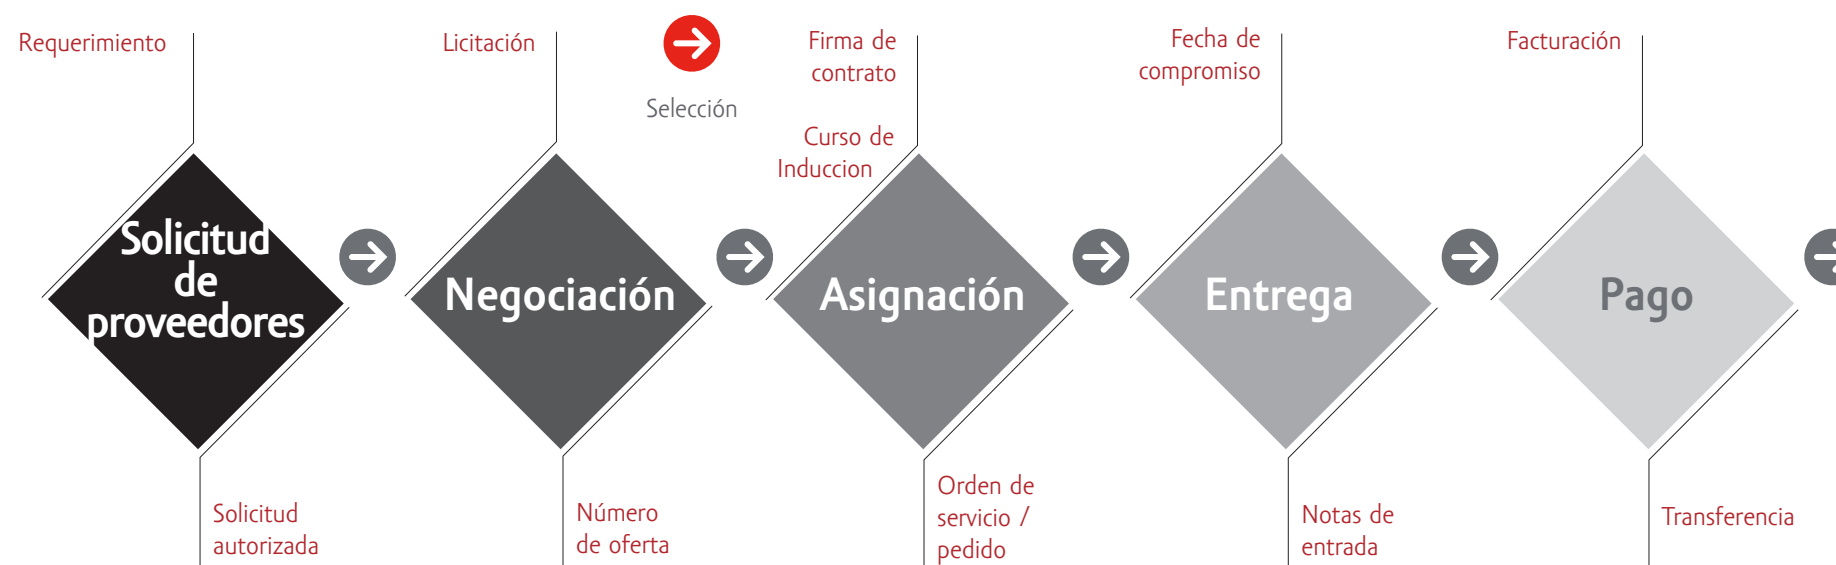 Requerimiento
Licitación
Selección
Firma de
contrato
Curso de
Induccion
Fecha de
compromiso
Facturación
Solicitud
de
proveedores
Negociación
Asignación
Entrega
Pago
Solicitud
autorizada
Número
de oferta
Orden de
servicio /
pedido
Notas de
entrada
Transferencia